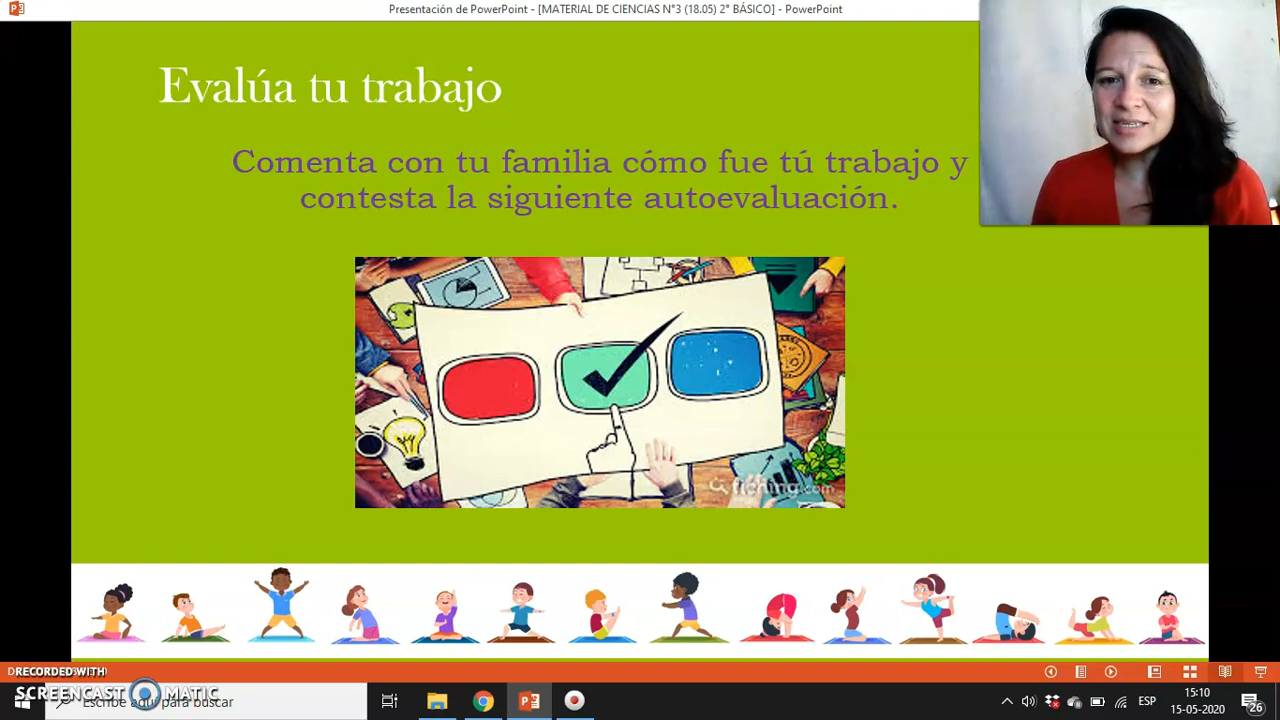 Presentación de PowerPoint - [MATERIAL DE CIENCIAS N°3 (18.05) 2° BÁSICO] - PowerPoint
Evalúa tu trabajo
Comenta con tu familia cómo fue tú trabajo y
contesta la siguiente autoevaluación.
fiching.com
RECORDED WITH
SCREENCAST MATIC
Escribe aquí para buscar
ESP
15:10
15-05-2020
26